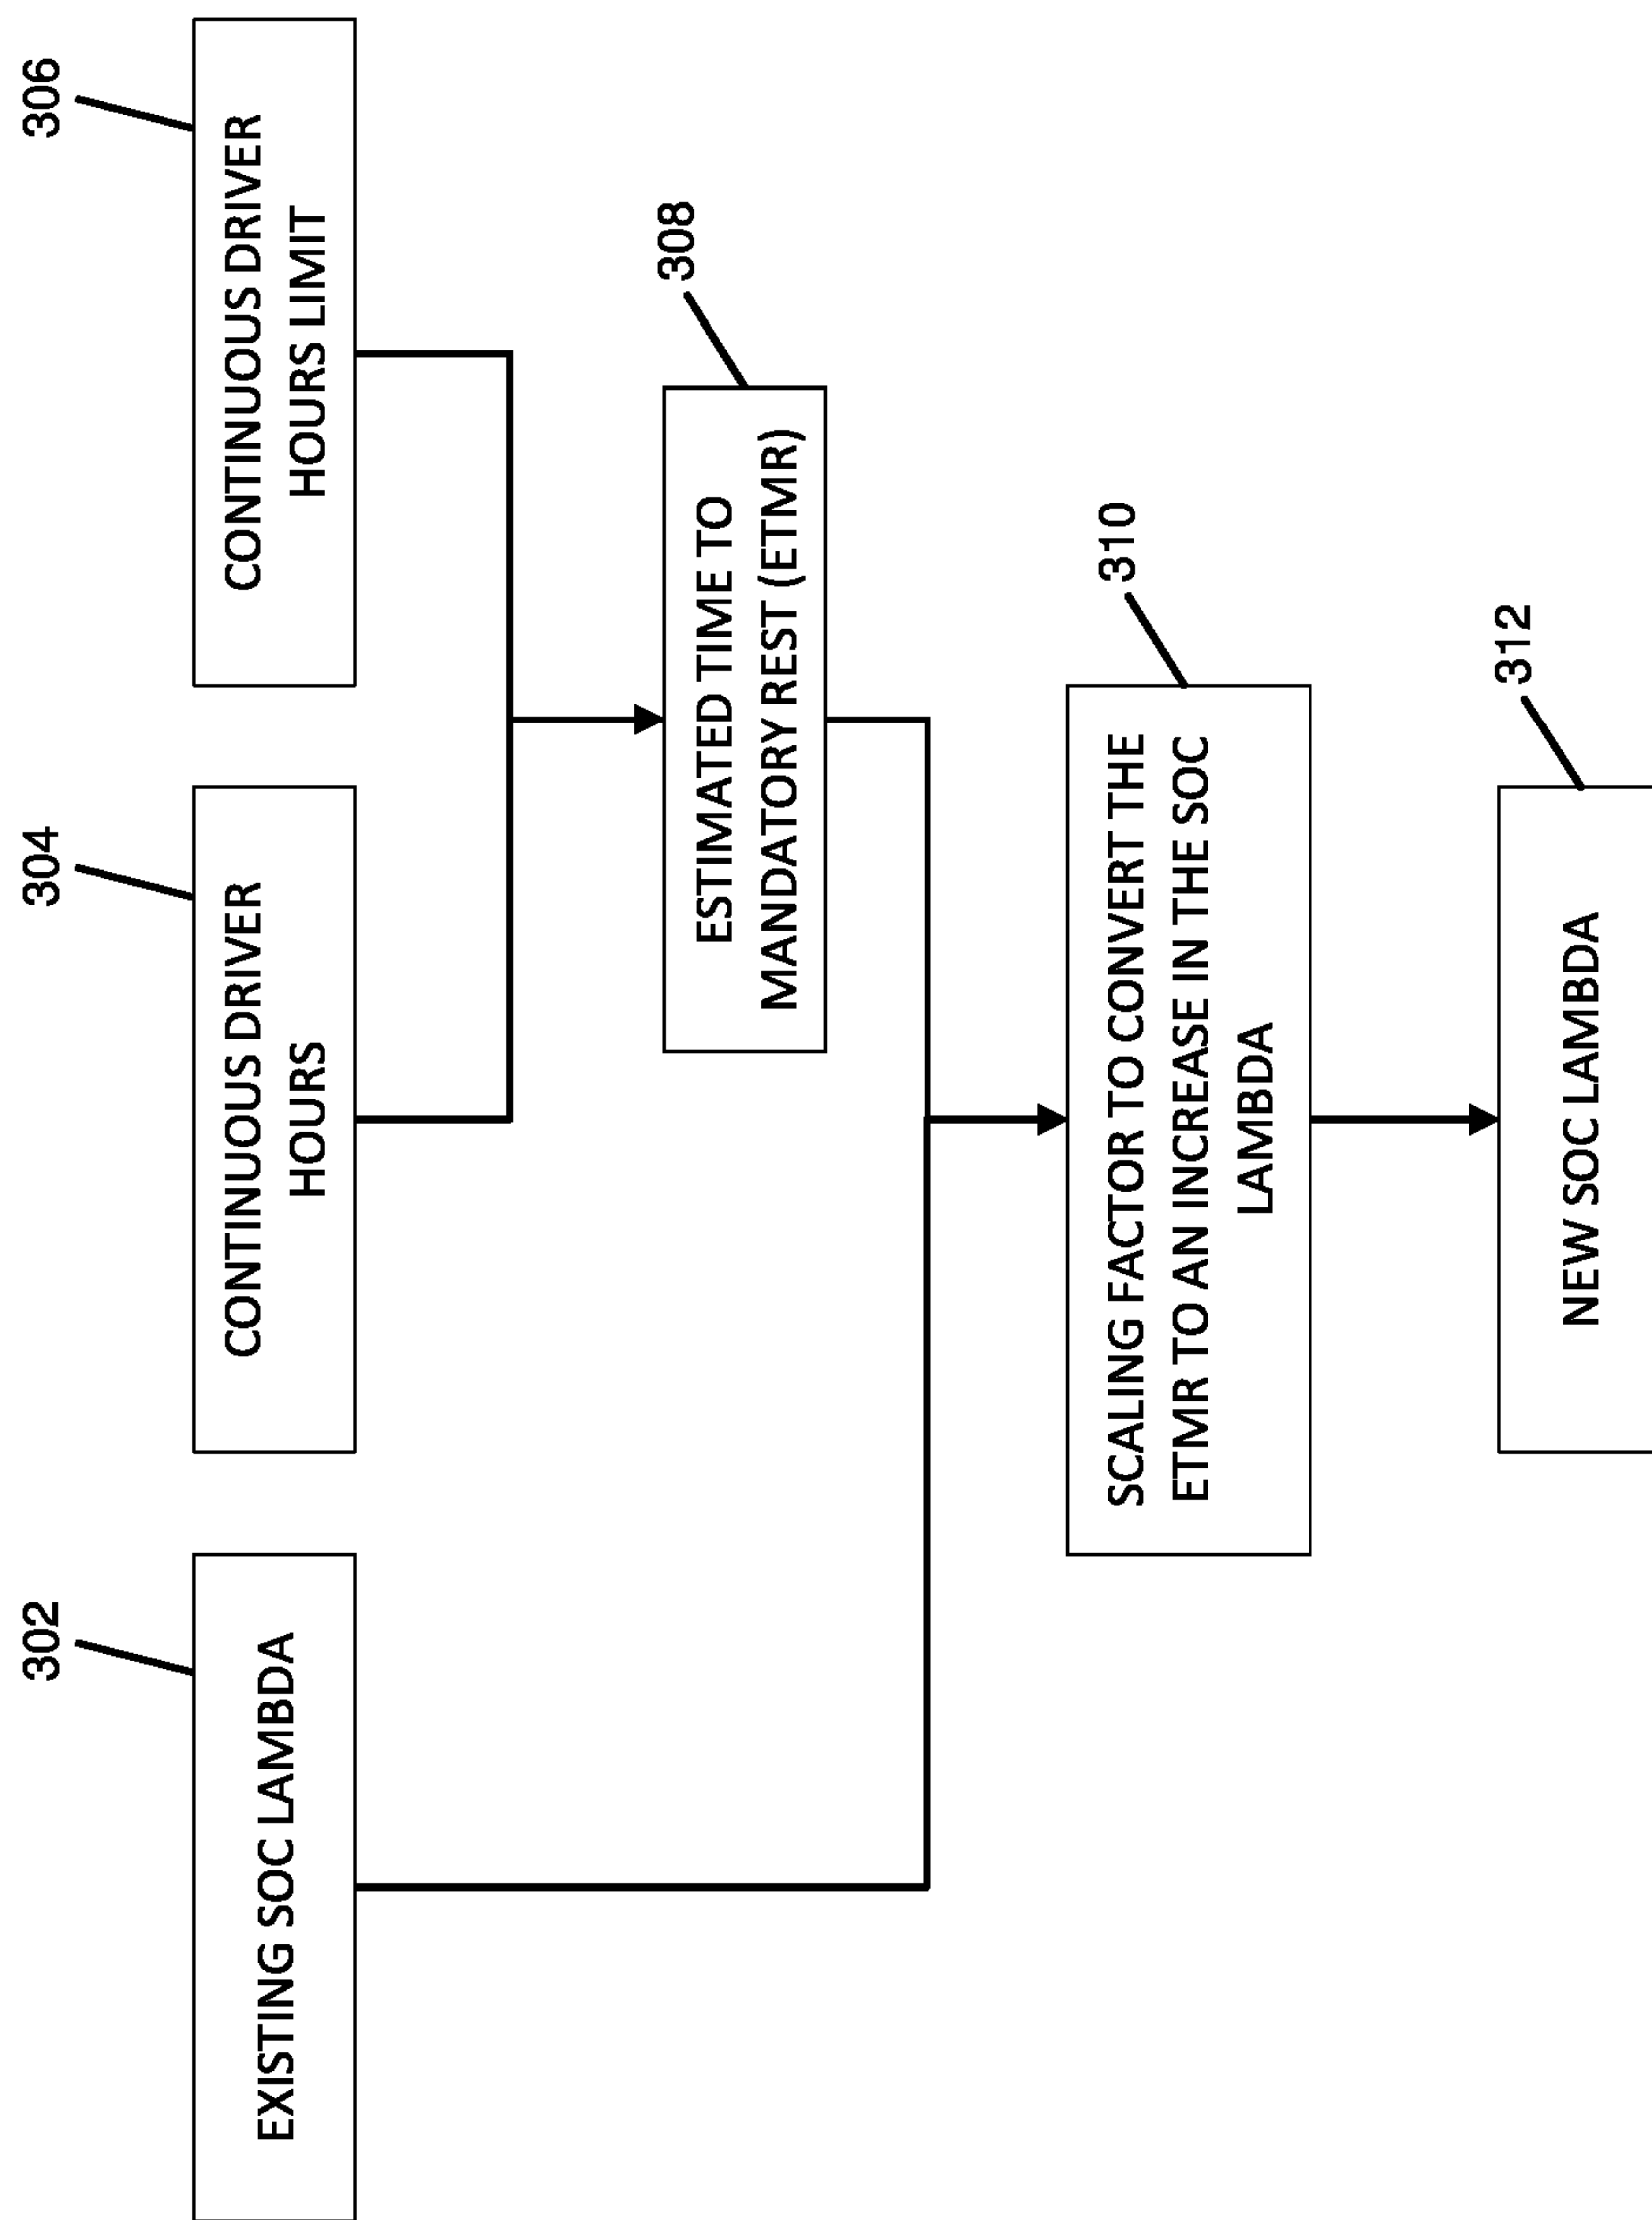 302
EXISTING SOC LAMBDA
304
CONTINUOUS DRIVER
HOURS
306
CONTINUOUS DRIVER
HOURS LIMIT
308
ESTIMATED TIME TO
MANDATORY REST (ETMR)
310
SCALING FACTOR TO CONVERT THE
ETMR TO AN INCREASE IN THE SOC
LAMBDA
312
NEW SOC LAMBDA